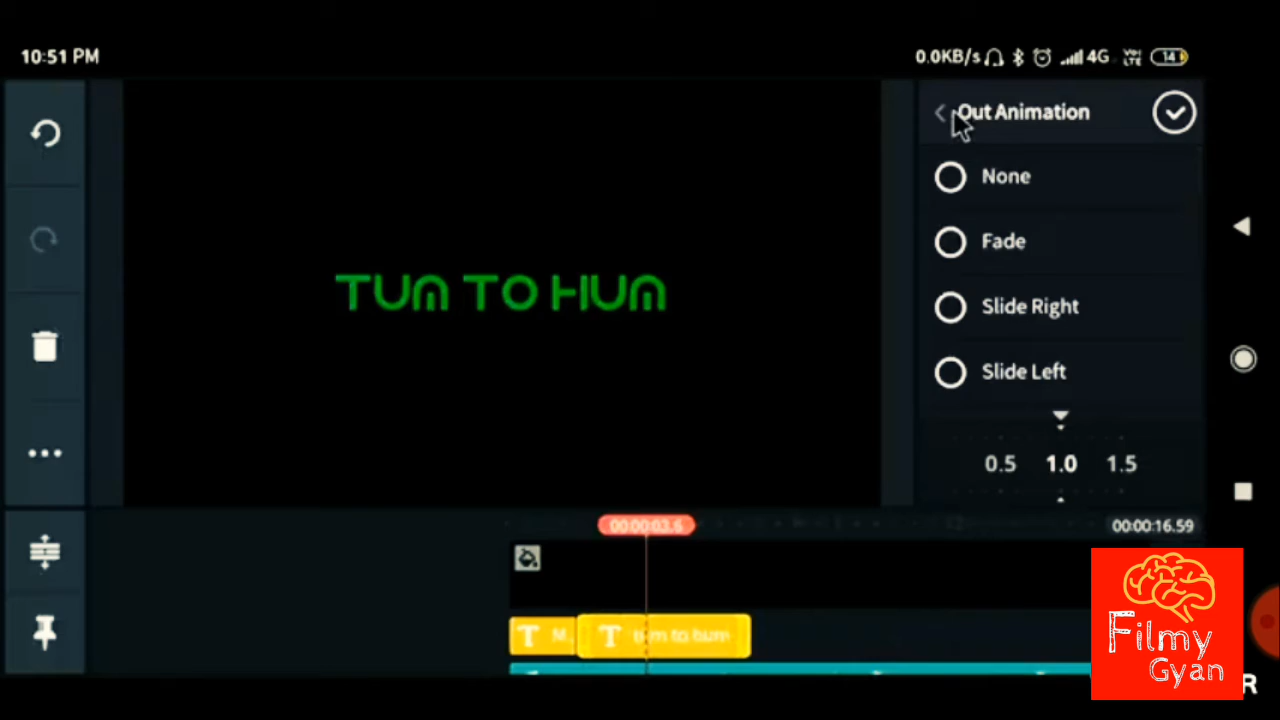 10:51 PM
0.0KB/s 4G 14
Out Animation
None
Fade
Slide Right
Slide Left
0.5 1.0 1.5
TUM TO HUM
00:00:03.6
00:00:16.59
T M..
T tum to hum
Filmy
Gyan
R